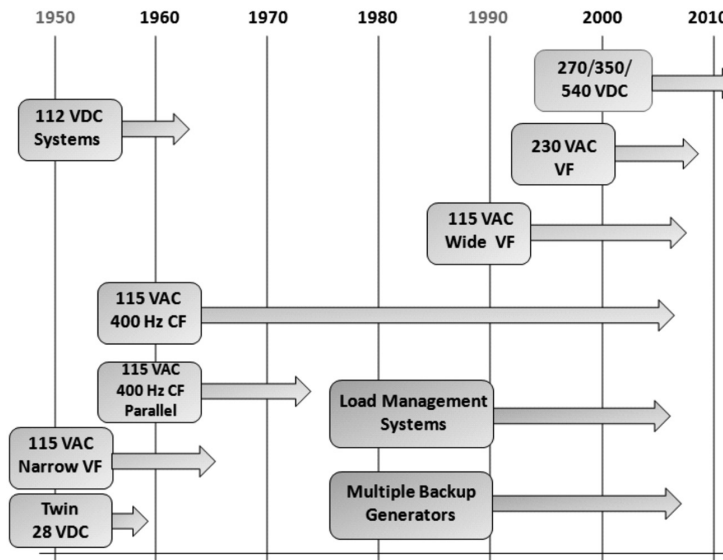 1950 1960 1970 1980 1990 2000 2010
270/350/
540 VDC
112 VDC
Systems
230 VAC
VF
115 VAC
Wide VF
115 VAC
400 Hz CF
115 VAC
400 Hz CF
Parallel
Load Management
Systems
115 VAC
Narrow VF
Multiple Backup
Generators
Twin
28 VDC